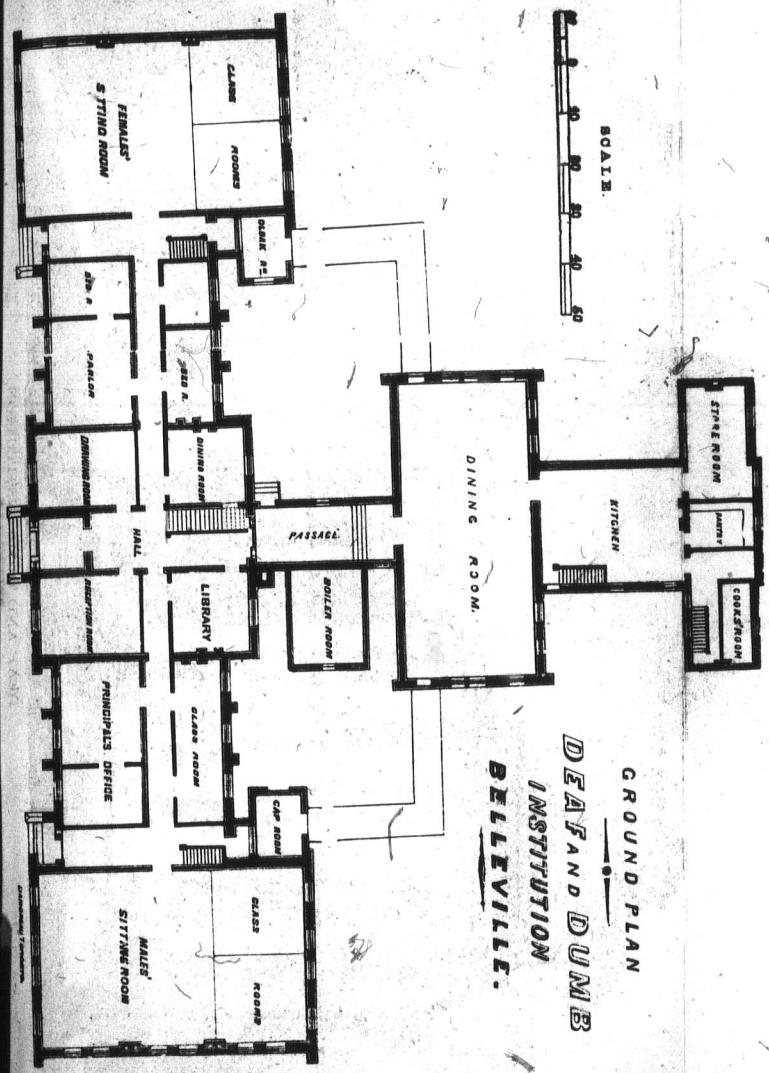 GROUND PLAN
DEAF AND DUMB
INSTITUTION
BELLEVILLE.
SCALE.
10
20
30
40
50
STORE ROOM
PANTRY
COOKS' ROOM
KITCHEN
DINING ROOM.
PASSAGE.
BOILER ROOM
CLASS
ROOMS
FEMALES'
SITTING ROOM
CLOAK Rm
BED R.
PARLOR
BED R.
DINING ROOM
DRAWING ROOM
HALL
RECEPTION ROOM
LIBRARY
PRINCIPAL'S OFFICE
CLASS ROOM
CAP ROOM
CLASS
ROOMS
MALES'
SITTING ROOM